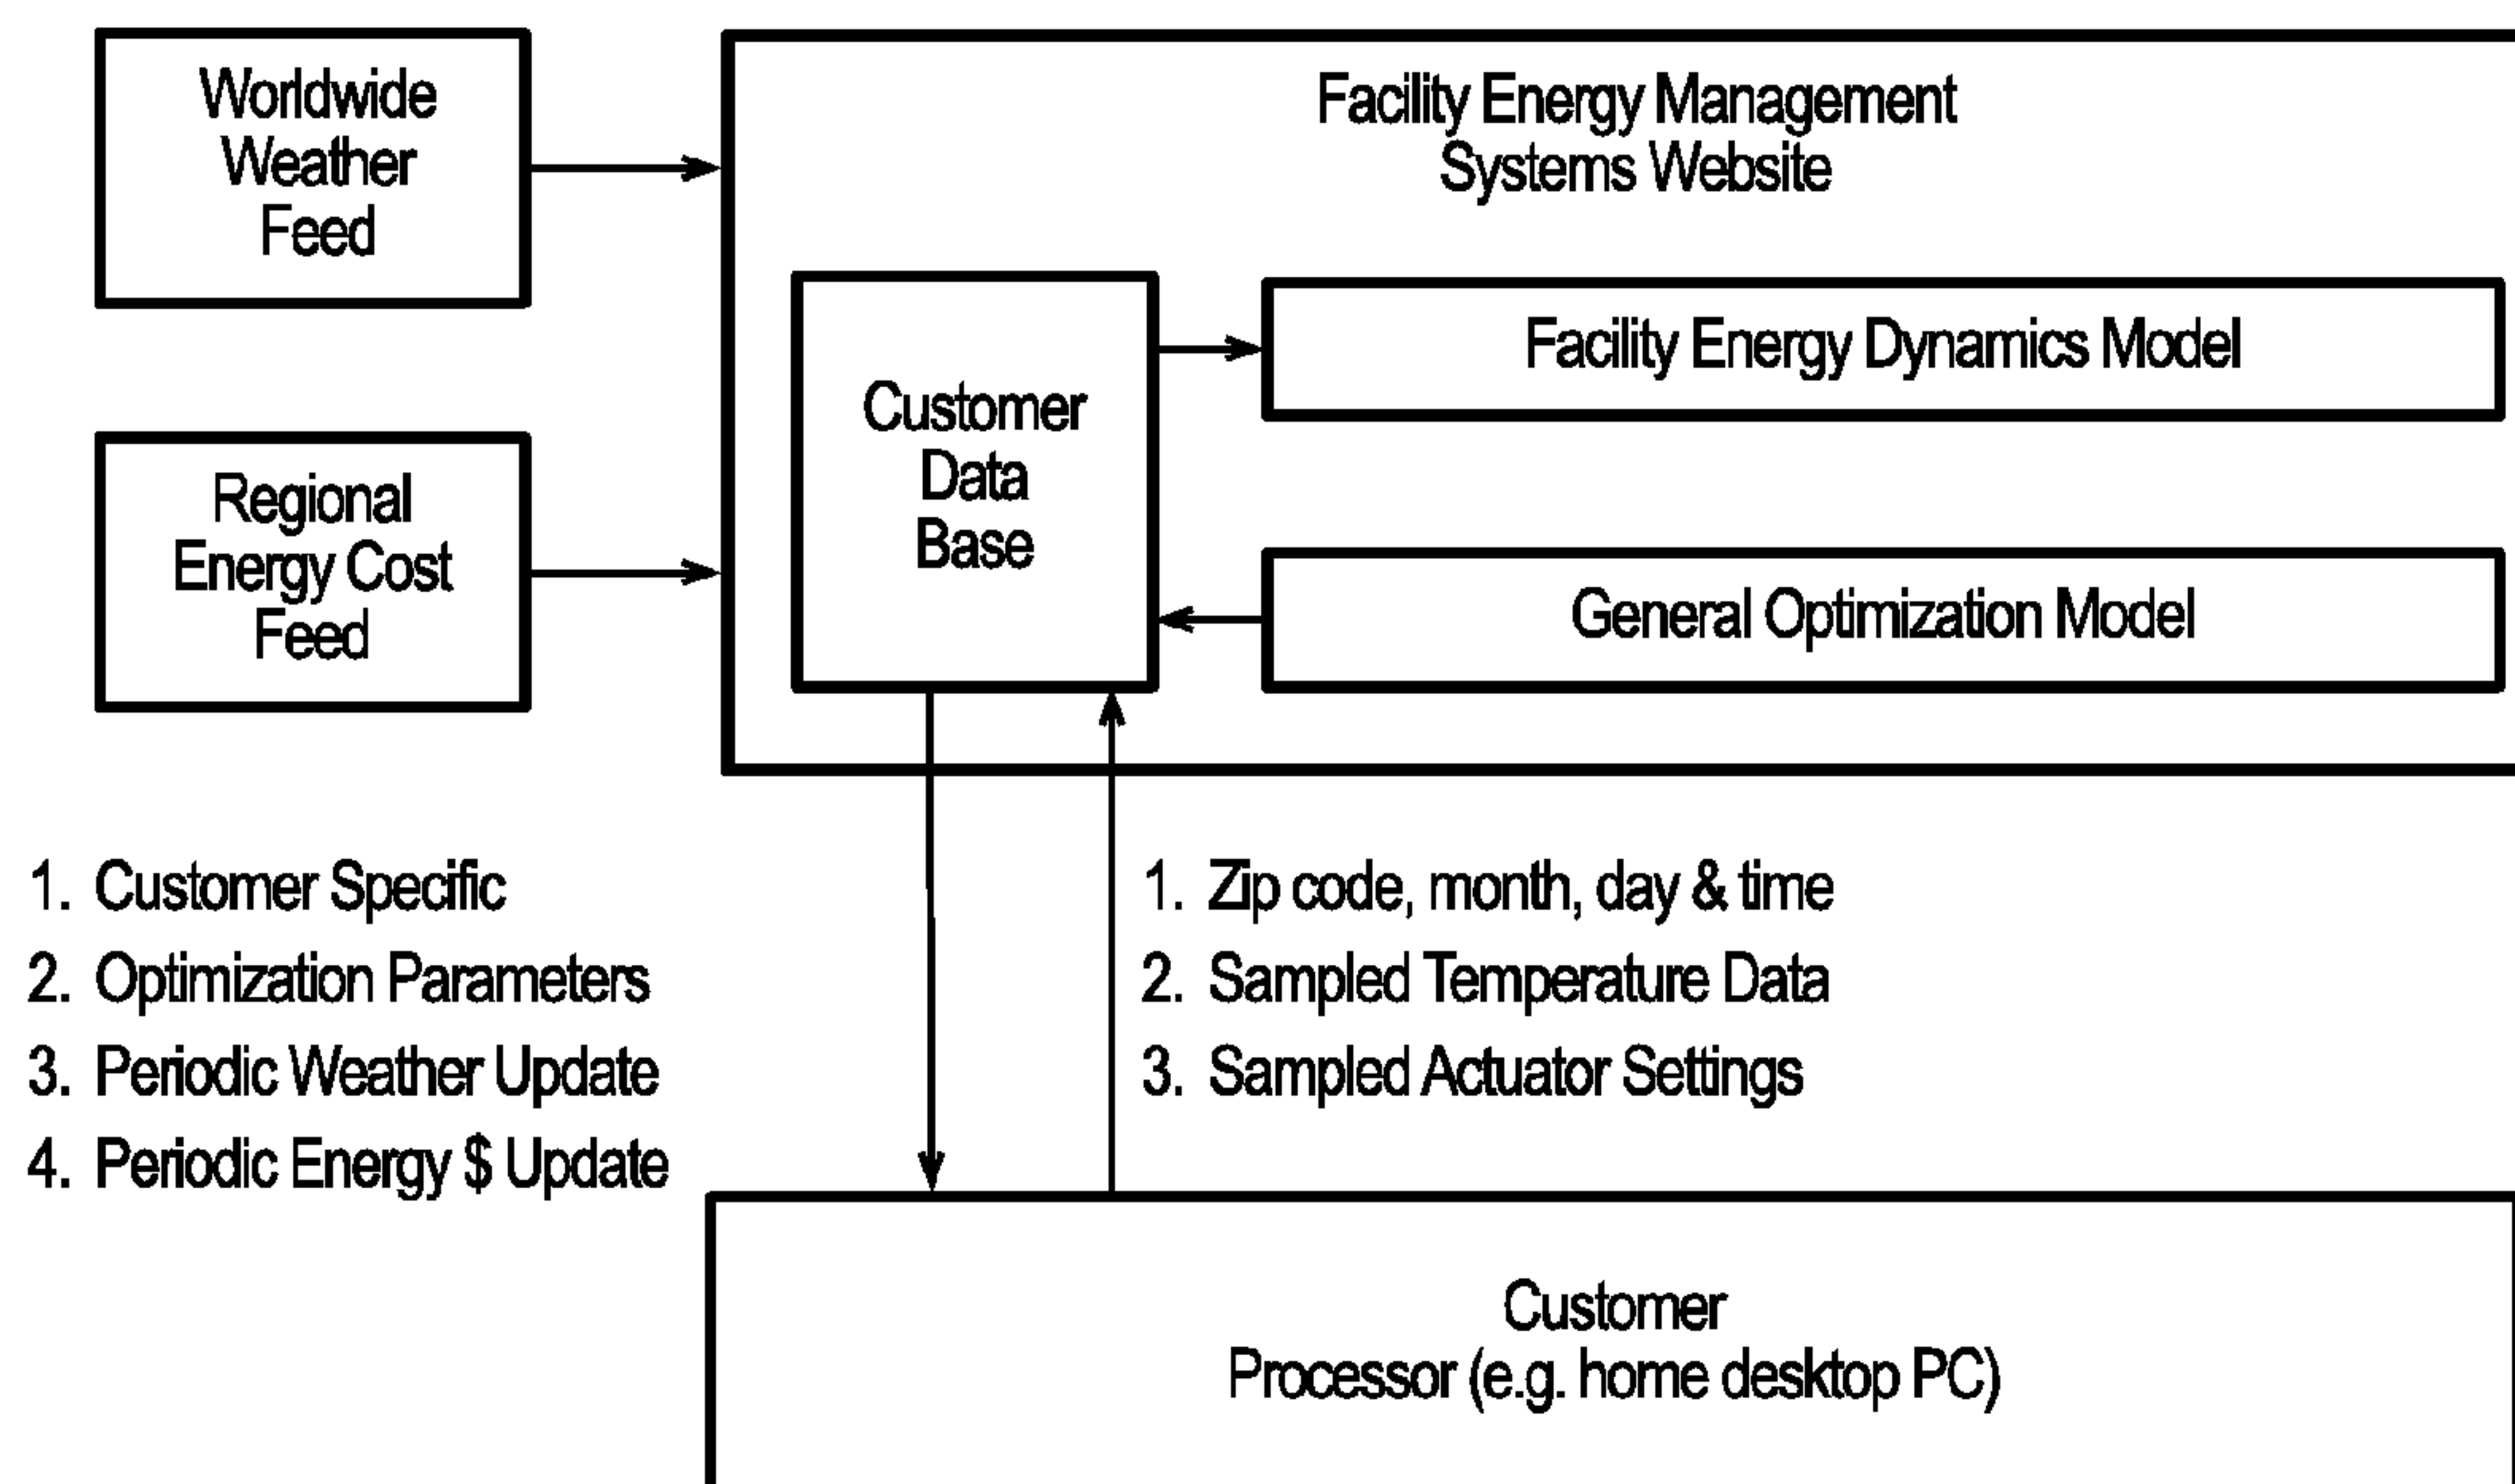 Worldwide
Weather
Feed
Facility Energy Management
Systems Website
Customer
Data
Base
Facility Energy Dynamics Model
Regional
Energy Cost
Feed
General Optimization Model
1. Customer Specific
2. Optimization Parameters
3. Periodic Weather Update
4. Periodic Energy $ Update
1. Zip code, month, day & time
2. Sampled Temperature Data
3. Sampled Actuator Settings
Customer
Processor (e.g. home desktop PC)